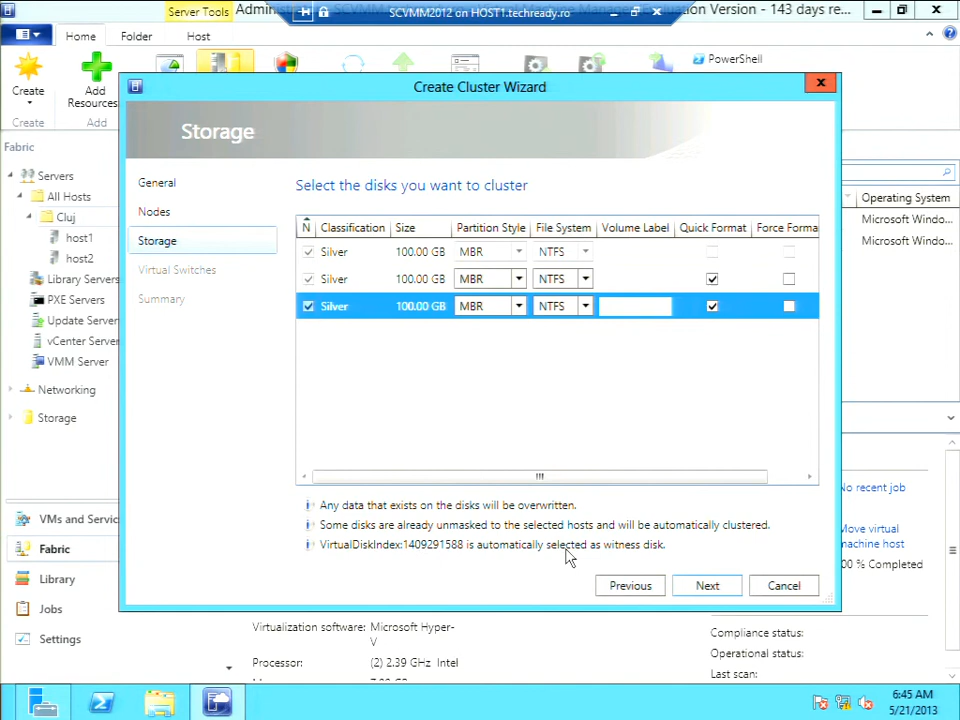 Server Tools
Admini
SCVMM2012 on HOST1.techready.ro
uation Version - 143 days re...
Home
Folder
Host
Create
Add
Resources
PowerShell
Create
Add
Fabric
Servers
All Hosts
Cluj
host1
host2
Library Servers
PXE Servers
Update Server
vCenter Server
VMM Server
Networking
Storage
VMs and Servic
Fabric
Library
Jobs
Settings
Create Cluster Wizard
Storage
General
Nodes
Storage
Virtual Switches
Summary
Select the disks you want to cluster
N Classification Size Partition Style File System Volume Label Quick Format Force Forma
Silver 100.00 GB MBR NTFS
Silver 100.00 GB MBR NTFS
Silver 100.00 GB MBR NTFS
Any data that exists on the disks will be overwritten.
Some disks are already unmasked to the selected hosts and will be automatically clustered.
VirtualDiskIndex:1409291588 is automatically selected as witness disk.
Previous Next Cancel
Operating System
Microsoft Windo...
Microsoft Windo...
No recent job
Move virtual
machine host
00 % Completed
Virtualization software: Microsoft Hyper-
V
Processor: (2) 2.39 GHz Intel
Compliance status:
Operational status:
Last scan:
6:45 AM
5/21/2013